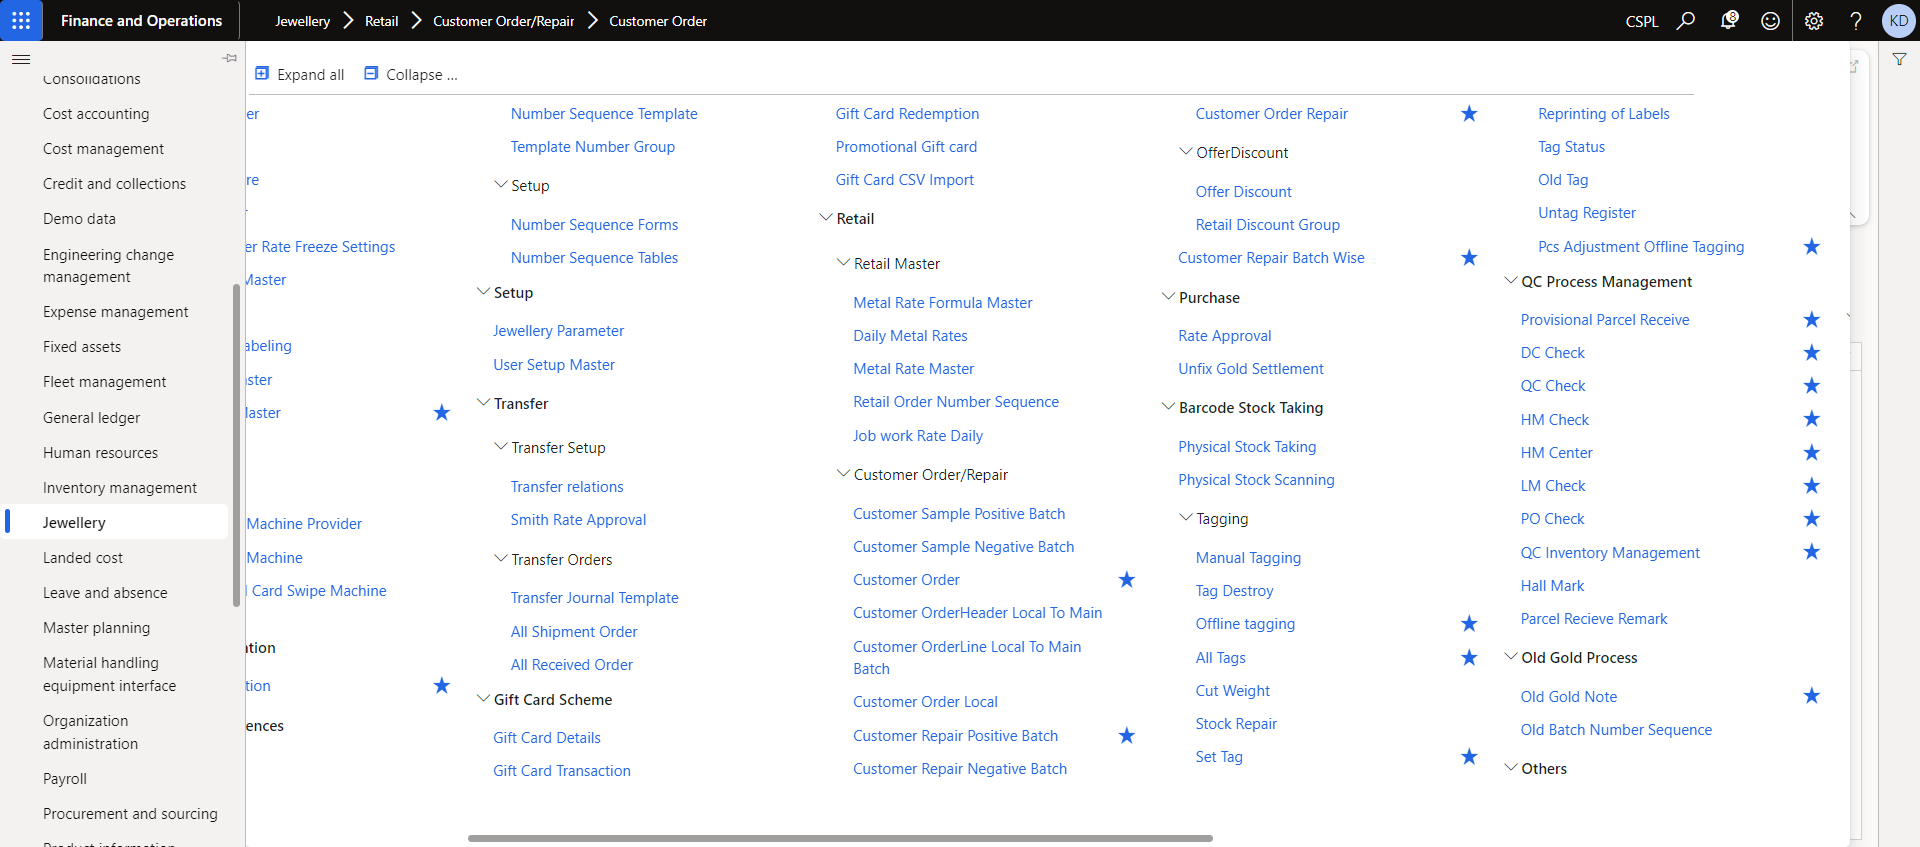 Finance and Operations
Jewellery
Retail
Customer Order/Repair
Customer Order
CSPL
8
KD
Consolidations
Cost accounting
Cost management
Credit and collections
Demo data
Engineering change
management
Expense management
Fixed assets
Fleet management
General ledger
Human resources
Inventory management
Jewellery
Landed cost
Leave and absence
Master planning
Material handling
equipment interface
Organization
administration
Payroll
Procurement and sourcing
Expand all
Collapse ...
er
re
er Rate Freeze Settings
Master
abeling
ster
laster
Machine Provider
Machine
Card Swipe Machine
tion
tion
ences
Number Sequence Template
Template Number Group
Setup
Number Sequence Forms
Number Sequence Tables
Setup
Jewellery Parameter
User Setup Master
Transfer
Transfer Setup
Transfer relations
Smith Rate Approval
Transfer Orders
Transfer Journal Template
All Shipment Order
All Received Order
Gift Card Scheme
Gift Card Details
Gift Card Transaction
Gift Card Redemption
Promotional Gift card
Gift Card CSV Import
Retail
Retail Master
Metal Rate Formula Master
Daily Metal Rates
Metal Rate Master
Retail Order Number Sequence
Job work Rate Daily
Customer Order/Repair
Customer Sample Positive Batch
Customer Sample Negative Batch
Customer Order
Customer OrderHeader Local To Main
Customer OrderLine Local To Main
Batch
Customer Order Local
Customer Repair Positive Batch
Customer Repair Negative Batch
Customer Order Repair
OfferDiscount
Offer Discount
Retail Discount Group
Customer Repair Batch Wise
Purchase
Rate Approval
Unfix Gold Settlement
Barcode Stock Taking
Physical Stock Taking
Physical Stock Scanning
Tagging
Manual Tagging
Tag Destroy
Offline tagging
All Tags
Cut Weight
Stock Repair
Set Tag
Reprinting of Labels
Tag Status
Old Tag
Untag Register
Pcs Adjustment Offline Tagging
QC Process Management
Provisional Parcel Receive
DC Check
QC Check
HM Check
HM Center
LM Check
PO Check
QC Inventory Management
Hall Mark
Parcel Recieve Remark
Old Gold Process
Old Gold Note
Old Batch Number Sequence
Others